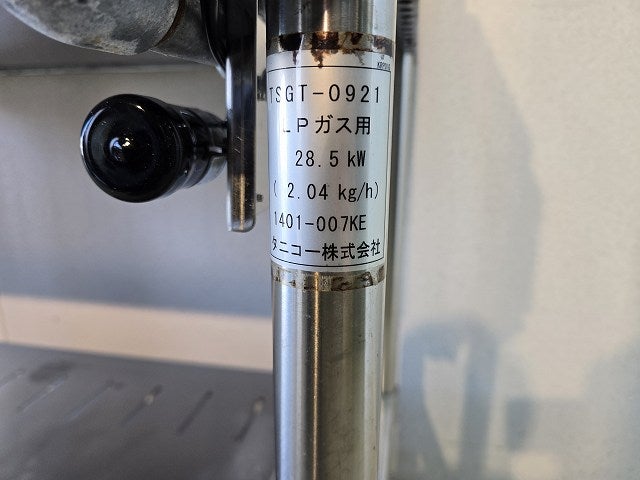 TSGT-0921
LPガス用
28.5 kW
( 2.04 kg/h)
1401-007KE
タニコー株式会社